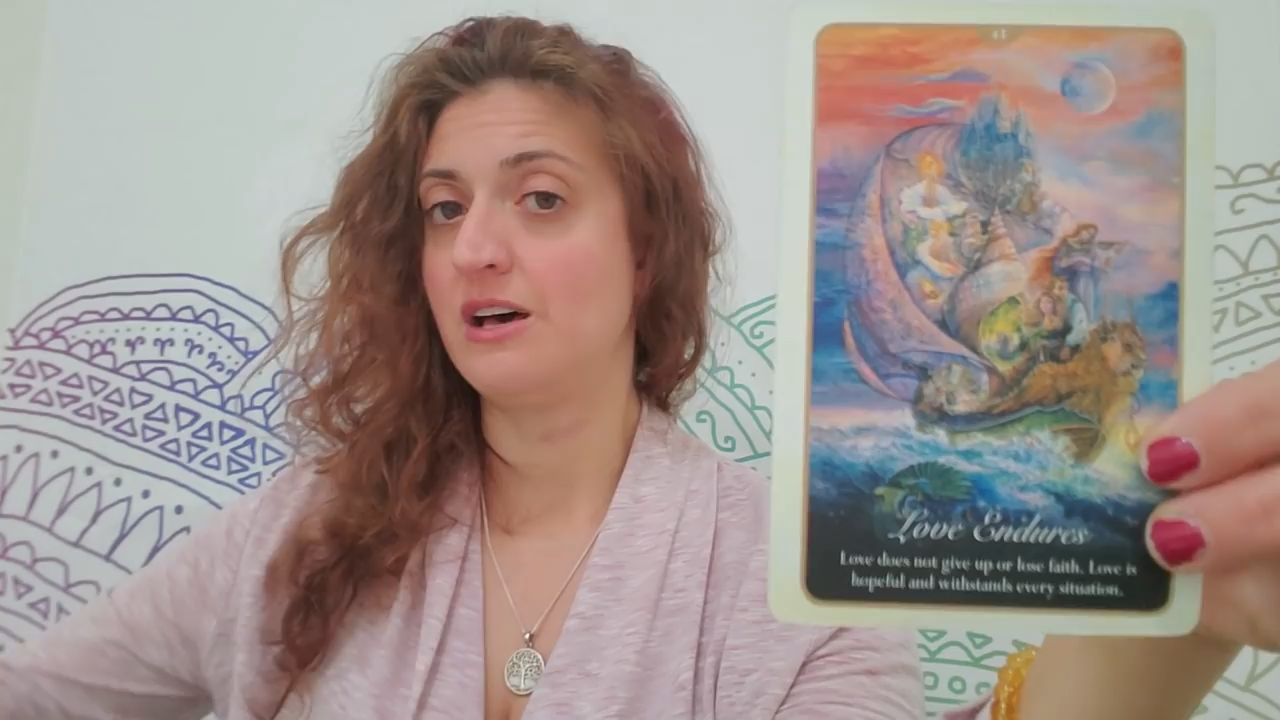 Love Endures
Love does not give up or lose faith. Love is
hopeful and withstands every situation.